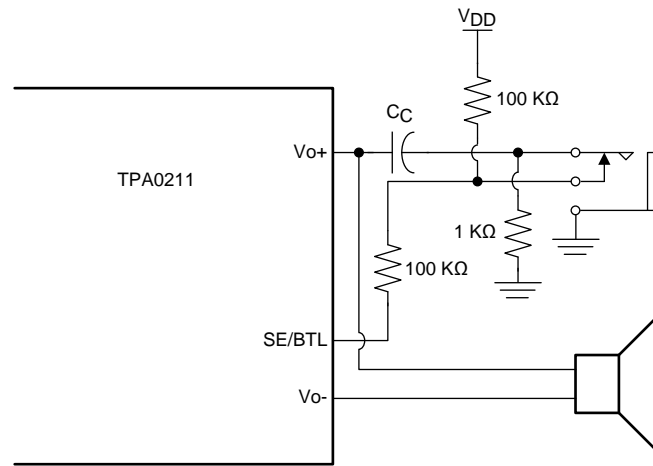 VDD
100 KΩ
CC
Vo+
TPA0211
1 KΩ
100 KΩ
SE/BTL
Vo-